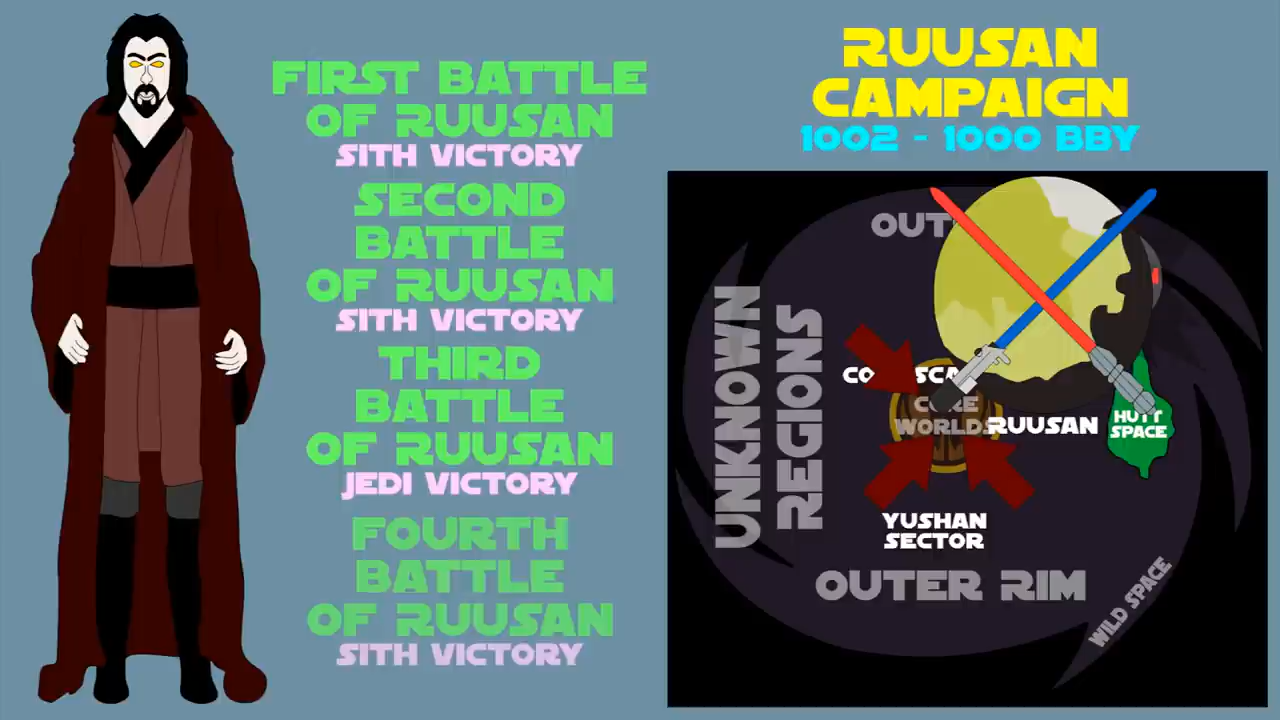 FIRST BATTLE
OF RUUSAN
SITH VICTORY
SECOND
BATTLE
OF RUUSAN
SITH VICTORY
THIRD
BATTLE
OF RUUSAN
JEDI VICTORY
FOURTH
BATTLE
OF RUUSAN
SITH VICTORY
RUUSAN
CAMPAIGN
1002 - 1000 BBY
UNKNOWN
REGIONS
CORE
WORLDS
RUUSAN
HUTT
SPACE
YUSHAN
SECTOR
OUTER RIM
WILD SPACE